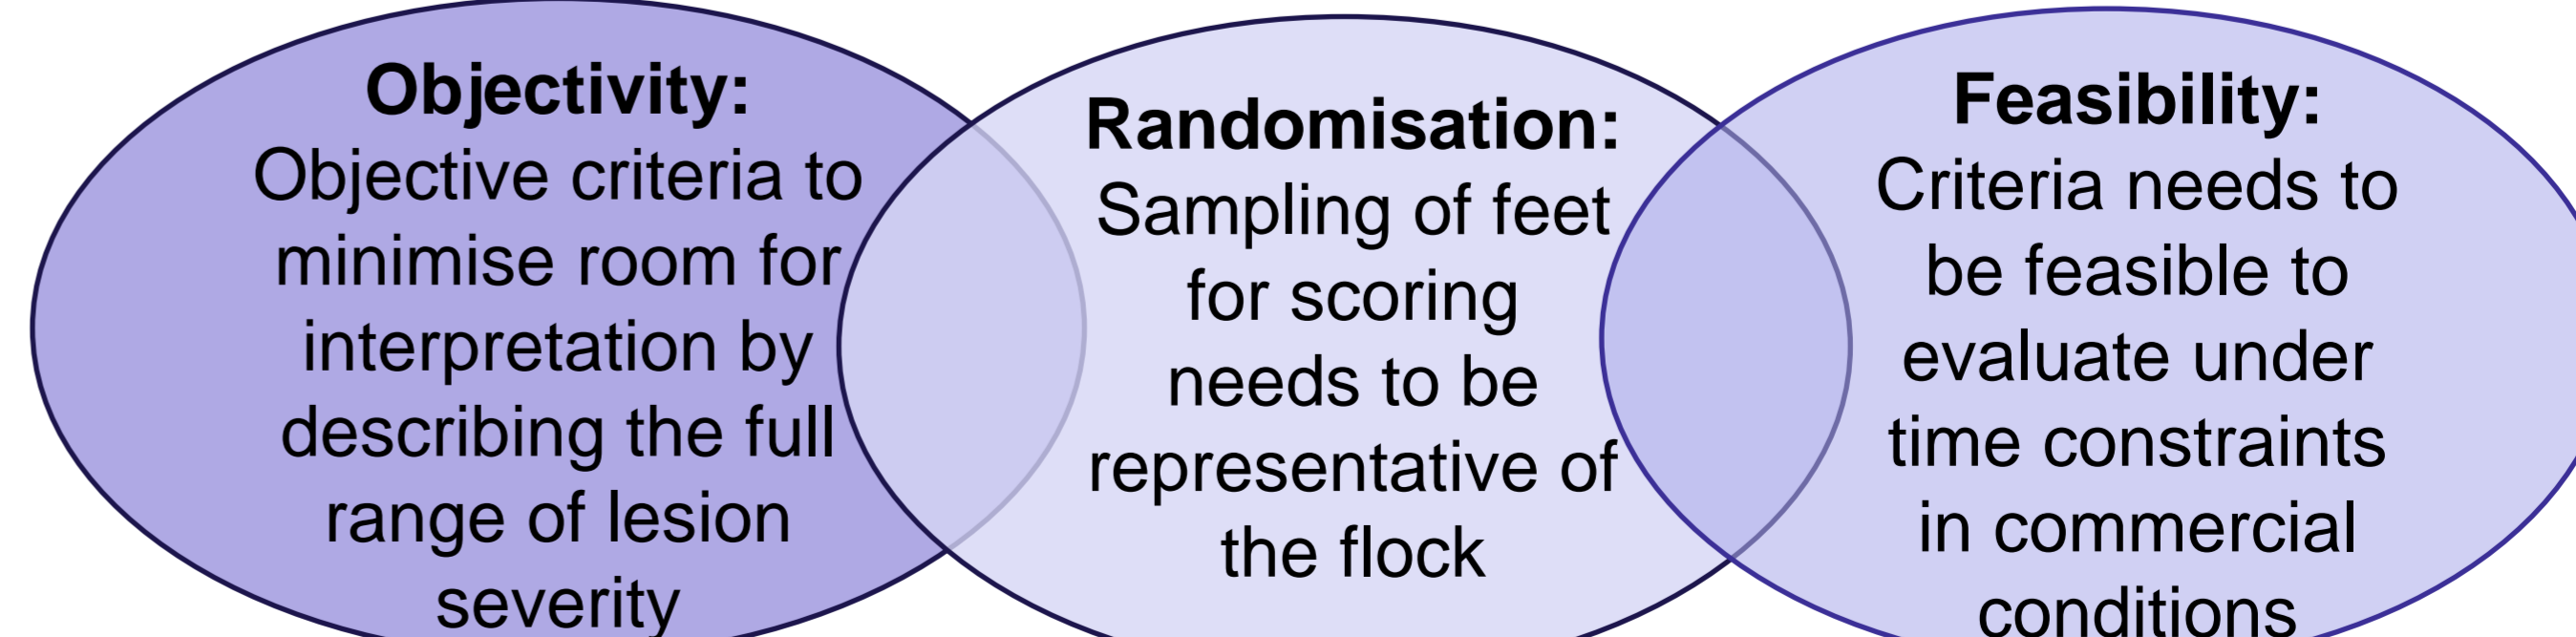 Objectivity:
Objective criteria to
minimise room for
interpretation by
describing the full
range of lesion
severity
Randomisation:
Sampling of feet
for scoring
needs to be
representative of
the flock
Feasibility:
Criteria needs to
be feasible to
evaluate under
time constraints
in commercial
conditions